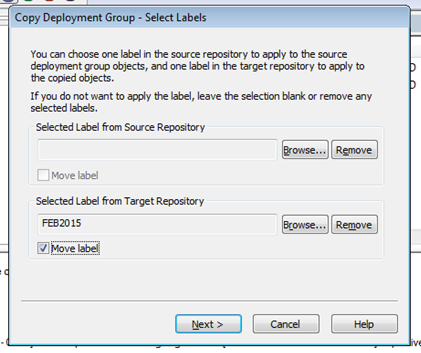 Copy Deployment Group - Select Labels
You can choose one label in the source repository to apply to the source
deployment group objects, and one label in the target repository to apply to
the copied objects.
If you do not want to apply the label, leave the selection blank or remove any
selected labels.
Selected Label from Source Repository
Browse... Remove
Move label
Selected Label from Target Repository
FEB2015 Browse... Remove
Move label
Next > Cancel Help